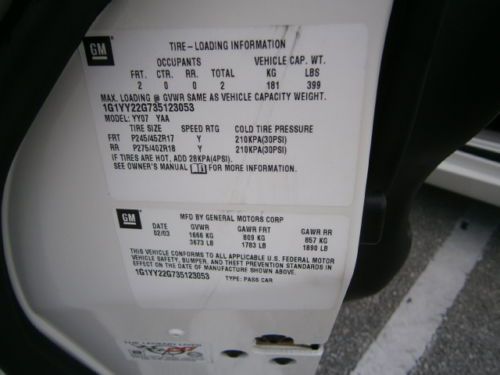 GM
TIRE-LOADING INFORMATION
OCCUPANTS VEHICLE CAP. WT.
FRT. CTR. RR. TOTAL KG LBS
2 0 0 2 181 399
MAX. LOADING @ GVWR SAME AS VEHICLE CAPACITY WEIGHT.
1G1YY22G735123053
MODEL: YY07 YAA
TIRE SIZE SPEED RTG COLD TIRE PRESSURE
FRT P245/45ZR17 Y 210KPA(30PSI)
RR P275/40ZR18 Y 210KPA(30PSI)
IF TIRES ARE HOT, ADD 28KPA(4PSI).
SEE OWNER'S MANUAL FOR MORE INFORMATION.
GM
MFD BY GENERAL MOTORS CORP
DATE GVWR GAWR FRT GAWR RR
02/03 1666 KG 809 KG 857 KG
3673 LB 1783 LB 1890 LB
THIS VEHICLE CONFORMS TO ALL APPLICABLE U.S. FEDERAL MOTOR
VEHICLE SAFETY, BUMPER, AND THEFT PREVENTION STANDARDS IN
EFFECT ON THE DATE OF MANUFACTURE SHOWN ABOVE.
1G1YY22G735123053 TYPE: PASS CAR
THE LEGEND LIVES